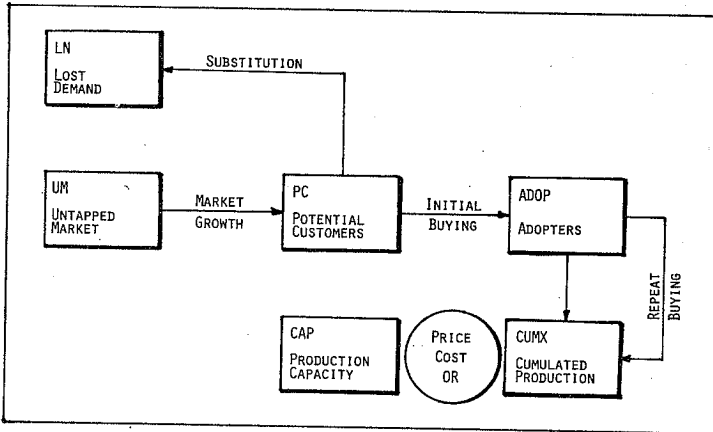 LN
LOST
DEMAND
SUBSTITUTION
UM
UNTAPPED
MARKET
MARKET
GROWTH
PC
POTENTIAL
CUSTOMERS
INITIAL
BUYING
ADOP
ADOPTERS
REPEAT
BUYING
CAP
PRODUCTION
CAPACITY
PRICE
COST
OR
CUMX
CUMULATED
PRODUCTION